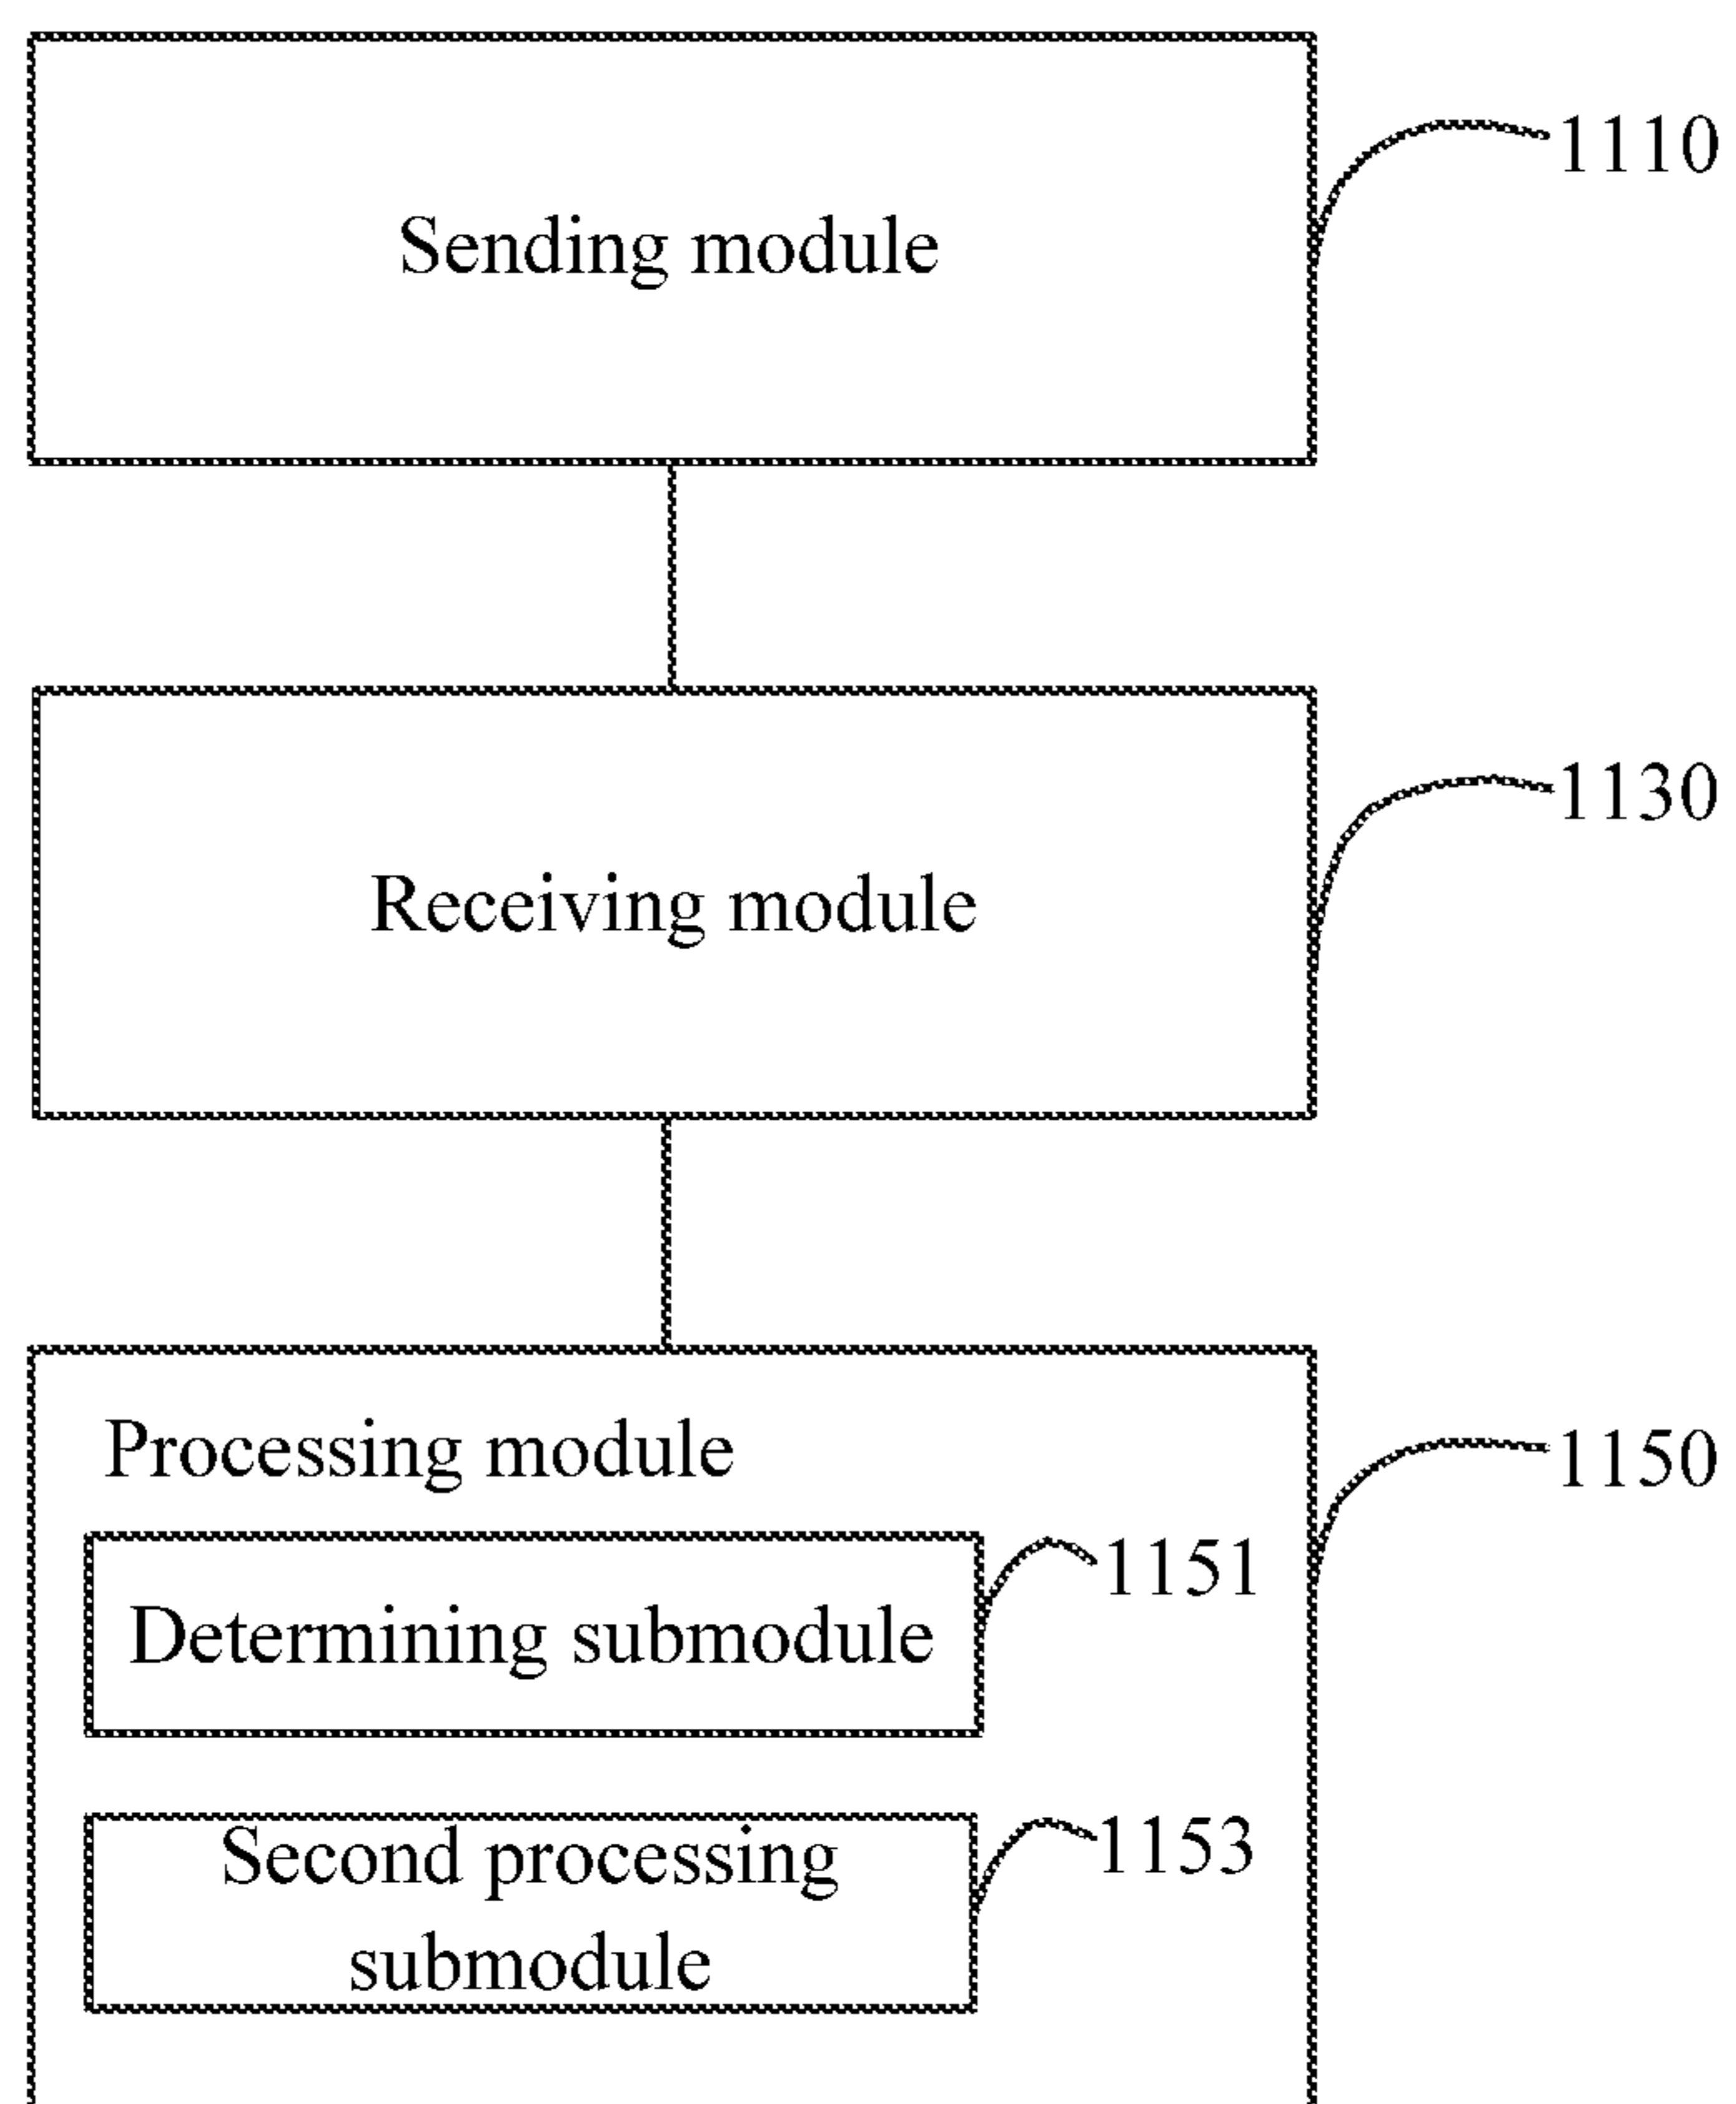 1110
Sending module
1130
Receiving module
Processing module
1150
1151
Determining submodule
1153
Second processing
submodule